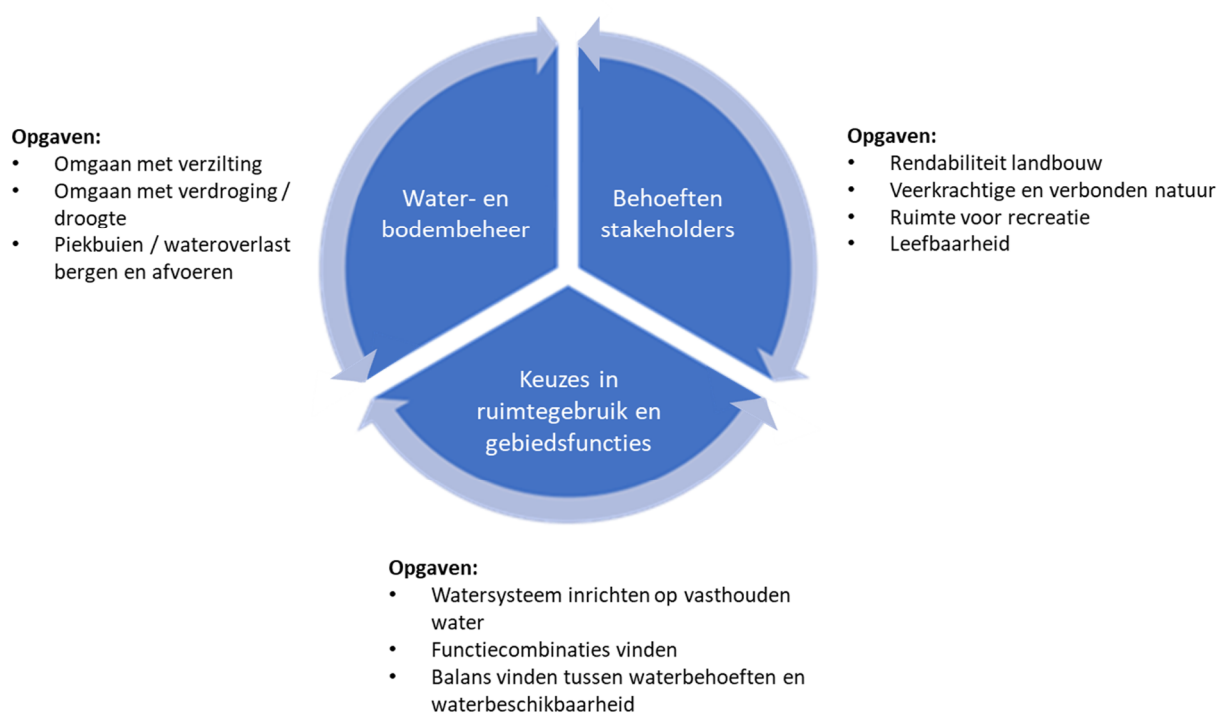 Opgaven:
• Omgaan met verzilting
• Omgaan met verdroging /
droogte
• Piekbuien / wateroverlast
bergen en afvoeren
Water- en
bodembeheer
Behoeften
stakeholders
Opgaven:
• Rendabiliteit landbouw
• Veerkrachtige en verbonden natuur
• Ruimte voor recreatie
• Leefbaarheid
Keuzes in
ruimtegebruik en
gebiedsfuncties
Opgaven:
• Watersysteem inrichten op vasthouden
water
• Functiecombinaties vinden
• Balans vinden tussen waterbehoeften en
waterbeschikbaarheid